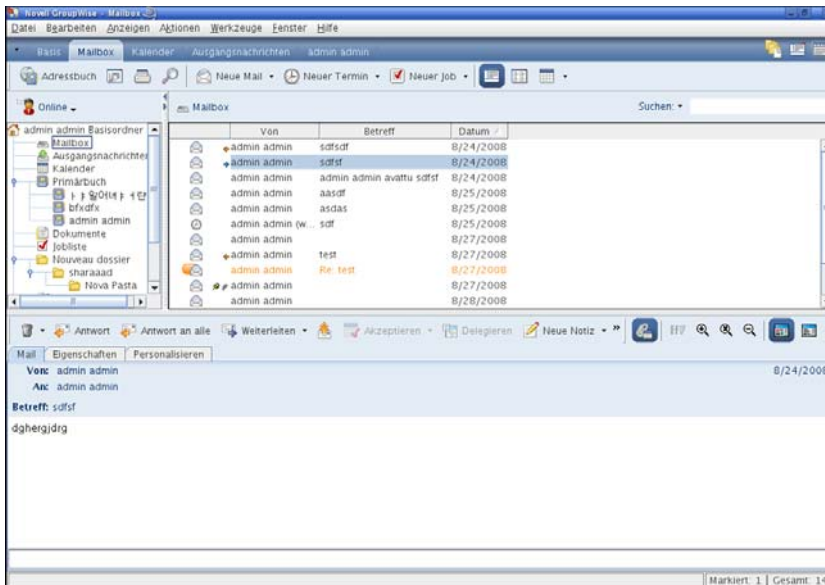 Novell GroupWise - Mailbox
Datei Bearbeiten Anzeigen Aktionen Werkzeuge Fenster Hilfe
Basis Mailbox Kalender Ausgangsnachrichten admin admin
Adressbuch Neue Mail Neuer Termin Neuer Job
Online Mailbox Suchen:
admin admin Basisordner
Mailbox
Ausgangsnachrichten
Kalender
Primärbuch
bfxdfx
admin admin
Dokumente
Jobliste
Nouveau dossier
sharaaad
Nova Pasta
Von Betreff Datum
admin admin sdfsdf 8/24/2008
admin admin sdfsf 8/24/2008
admin admin admin admin avattu sdfsf 8/24/2008
admin admin aasdf 8/25/2008
admin admin asdas 8/25/2008
admin admin (w... sdf 8/25/2008
admin admin 8/27/2008
admin admin test 8/27/2008
admin admin Re: test 8/27/2008
admin admin 8/27/2008
admin admin 8/28/2008
Antwort Antwort an alle Weiterleiten Akzeptieren Delegieren Neue Notiz »
Mail Eigenschaften Personalisieren
Von: admin admin 8/24/2008
An: admin admin
Betreff: sdfsf
dghergjdrg
Markiert: 1 Gesamt: 1